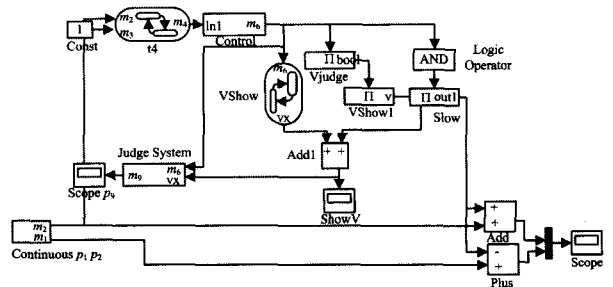 1
Const
m₂
m₃
m₄
t4
In1
m₆
Control
m₆
VShow
vx
Π bool
Vjudge
AND
Logic
Operator
Π v
VShow1
Π out1
Slow
Add1
+ +
Judge System
m₉
m₆
vx
Scope p₉
ShowV
m₂
m₁
Continuous p₁ p₂
+
+
Add
-
+
Plus
Scope